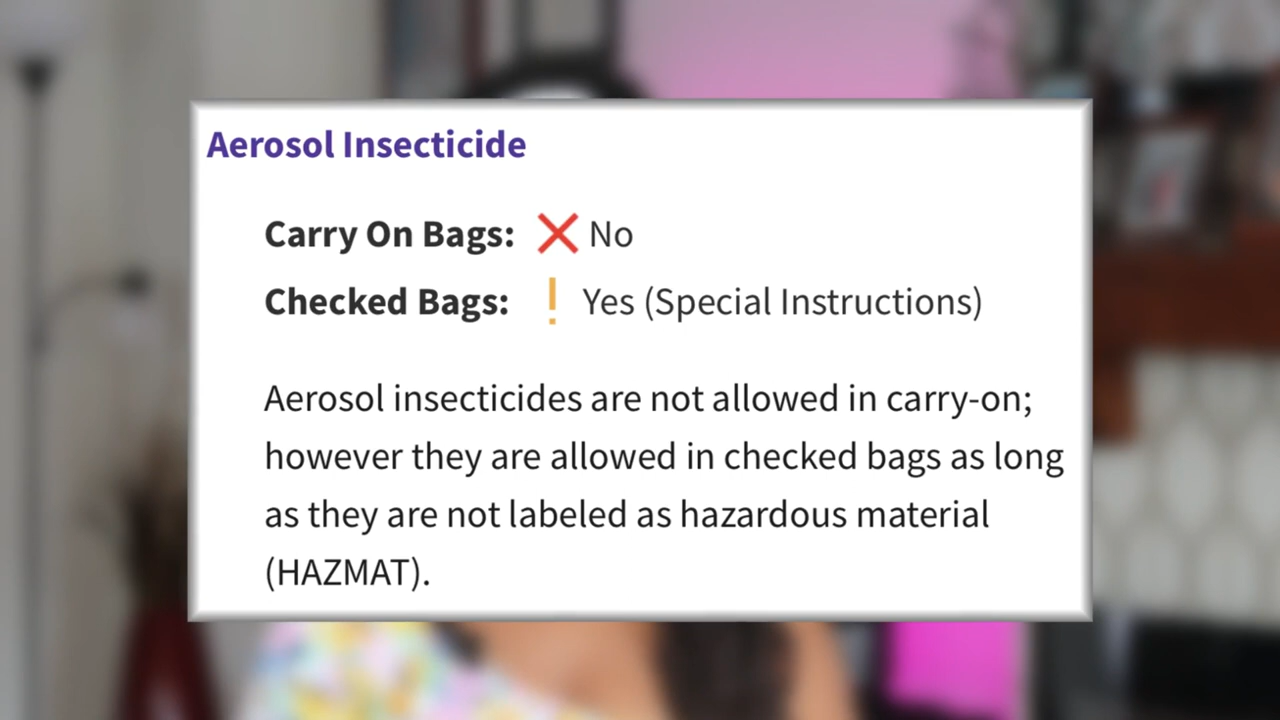 Aerosol Insecticide
Carry On Bags: ❌ No
Checked Bags: ❗ Yes (Special Instructions)
Aerosol insecticides are not allowed in carry-on;
however they are allowed in checked bags as long
as they are not labeled as hazardous material
(HAZMAT).